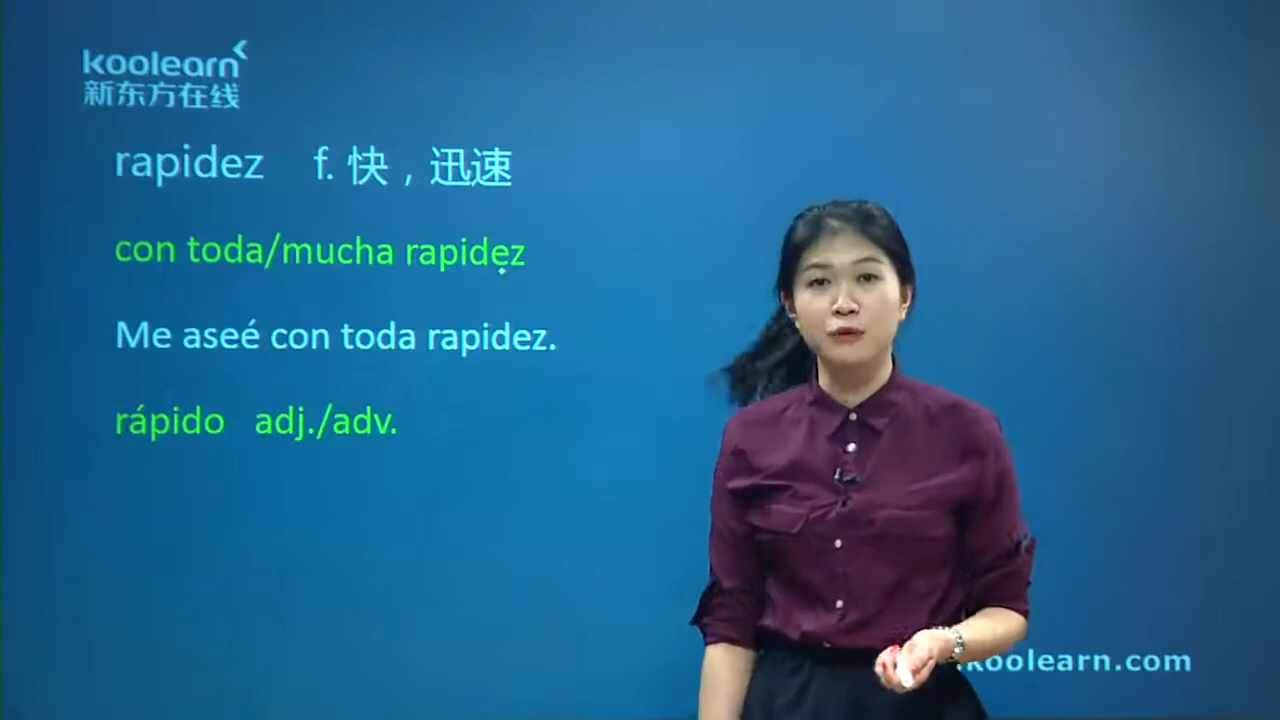 koolearn
新东方在线
rapidez f. 快，迅速
con toda/mucha rapidez
Me aseé con toda rapidez.
rápido adj./adv.
.koolearn.com